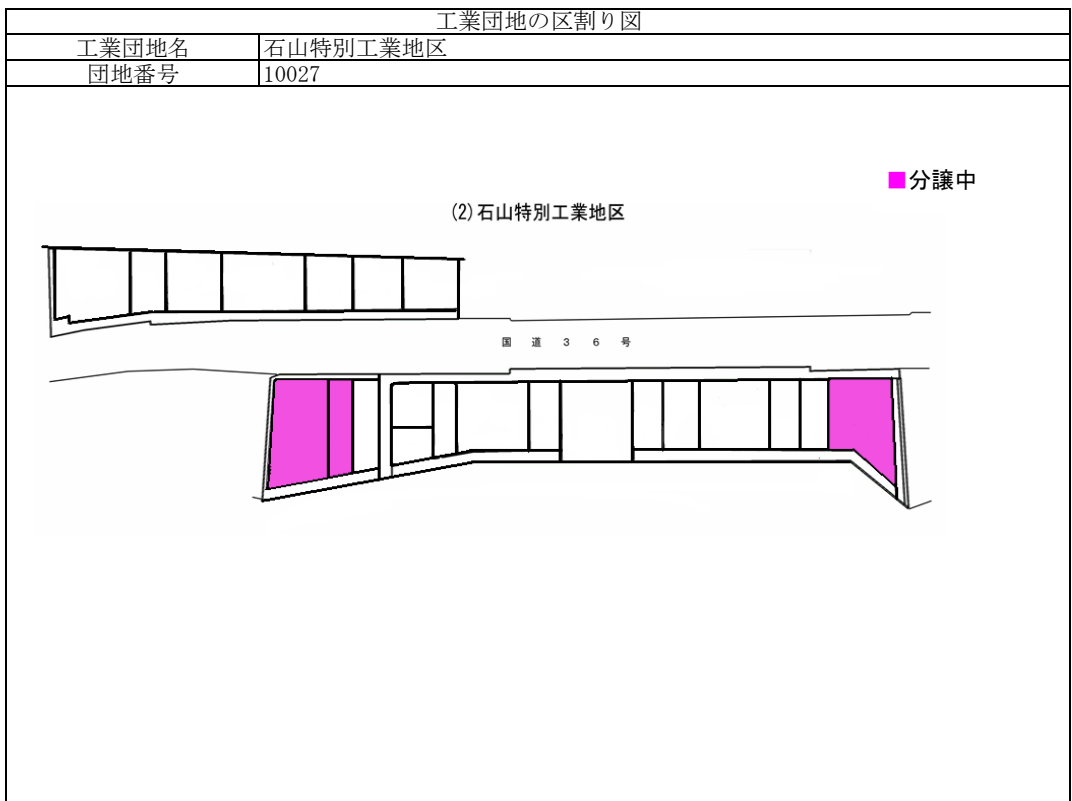 工業団地の区割り図
工業団地名 石山特別工業地区
団地番号 10027
■分譲中
(2)石山特別工業地区
国道36号